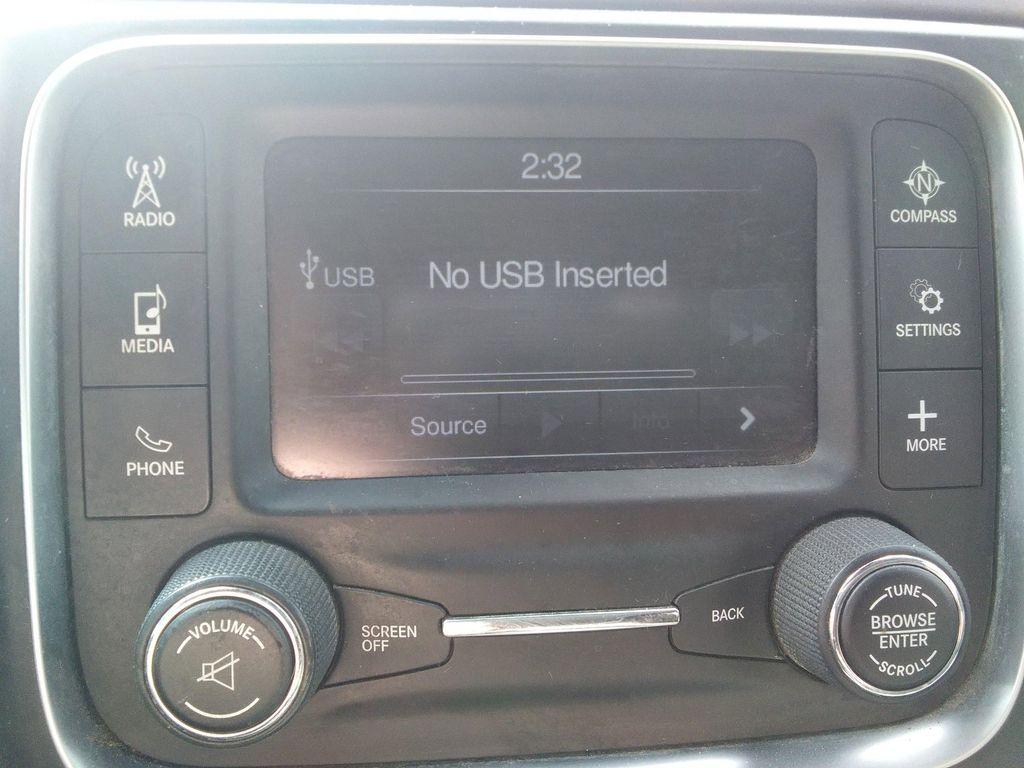 2:32
RADIO
COMPASS
USB
No USB Inserted
MEDIA
SETTINGS
Source
Info
PHONE
MORE
VOLUME
SCREEN
OFF
BACK
TUNE
BROWSE
ENTER
SCROLL
N